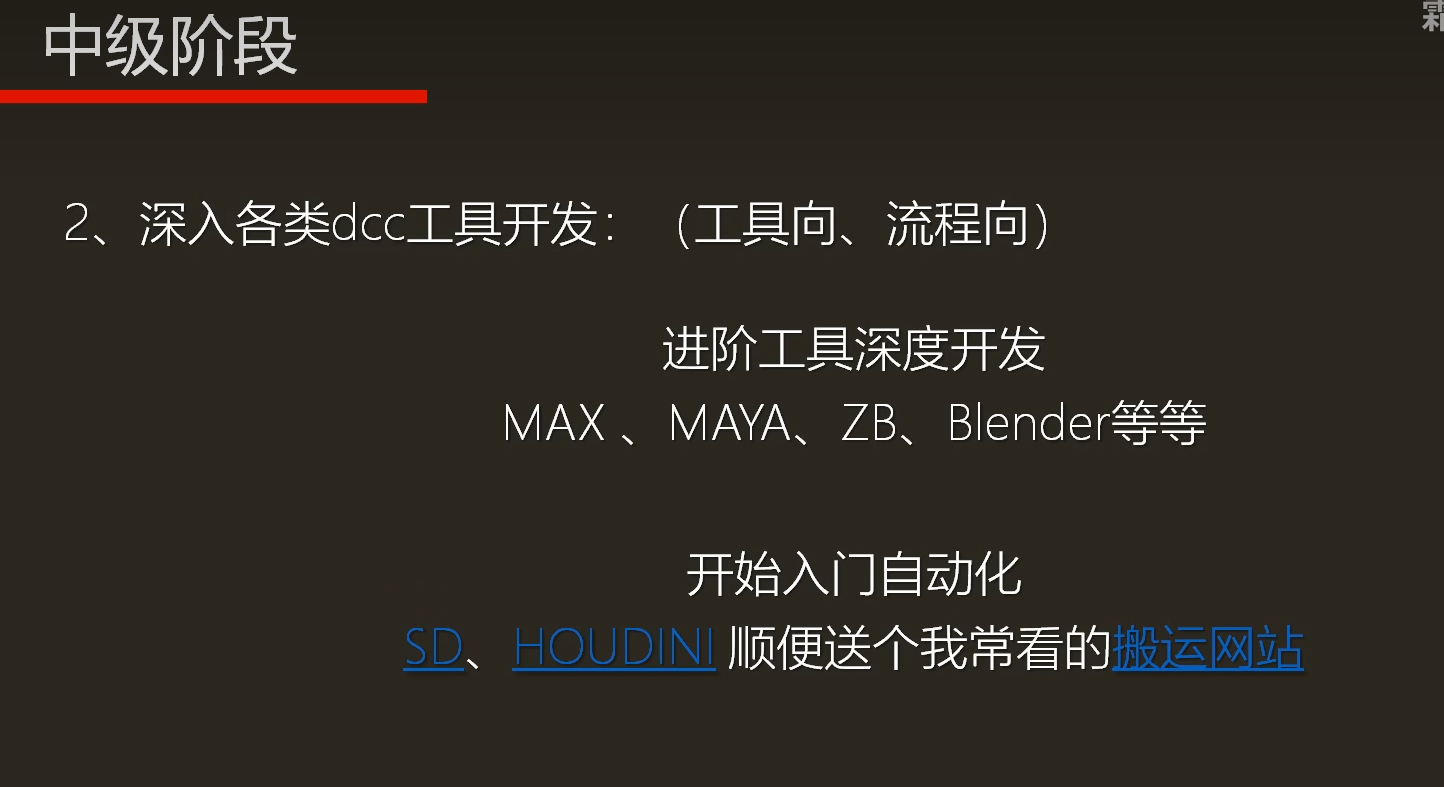 中级阶段
2、深入各类dcc工具开发：（工具向、流程向）
进阶工具深度开发
MAX 、MAYA、ZB、Blender等等
开始入门自动化
SD、HOUDINI 顺便送个我常看的搬运网站